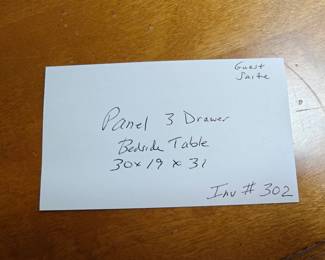 Guest
Suite
Panel 3 Drawer
Bedside Table
30 x 19 x 31
Inv # 302